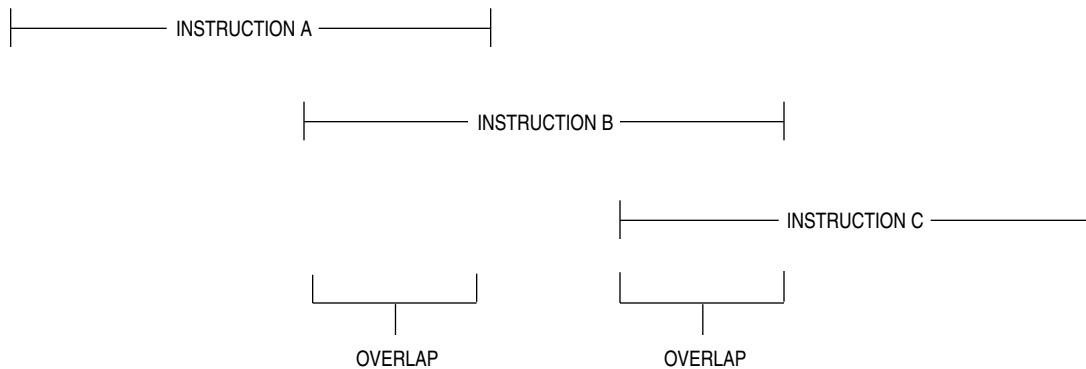 INSTRUCTION A
INSTRUCTION B
INSTRUCTION C
OVERLAP
OVERLAP